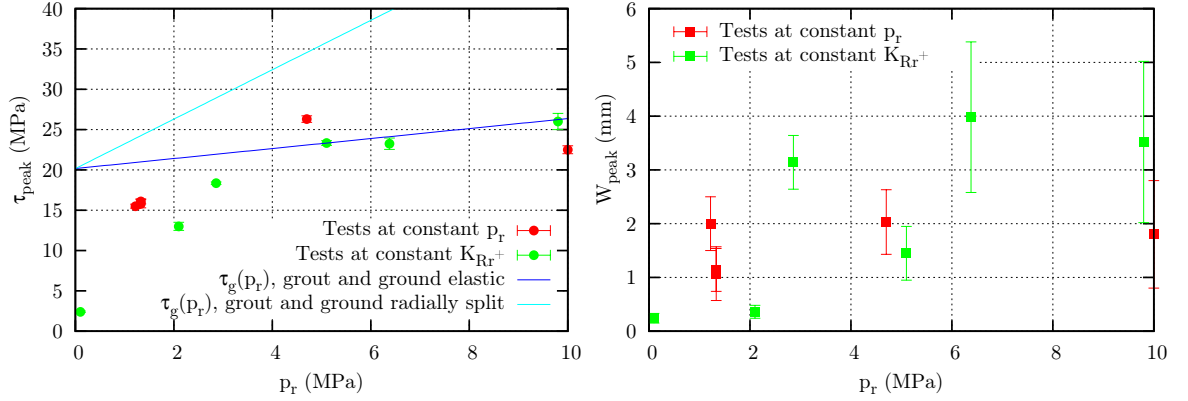 40
35
30
25
20
15
10
5
0
0
2
4
6
8
10
τpeak (MPa)
pr (MPa)
Tests at constant pr
Tests at constant KRr+
τg(pr), grout and ground elastic
τg(pr), grout and ground radially split
6
5
4
3
2
1
0
0
2
4
6
8
10
Wpeak (mm)
pr (MPa)
Tests at constant pr
Tests at constant KRr+